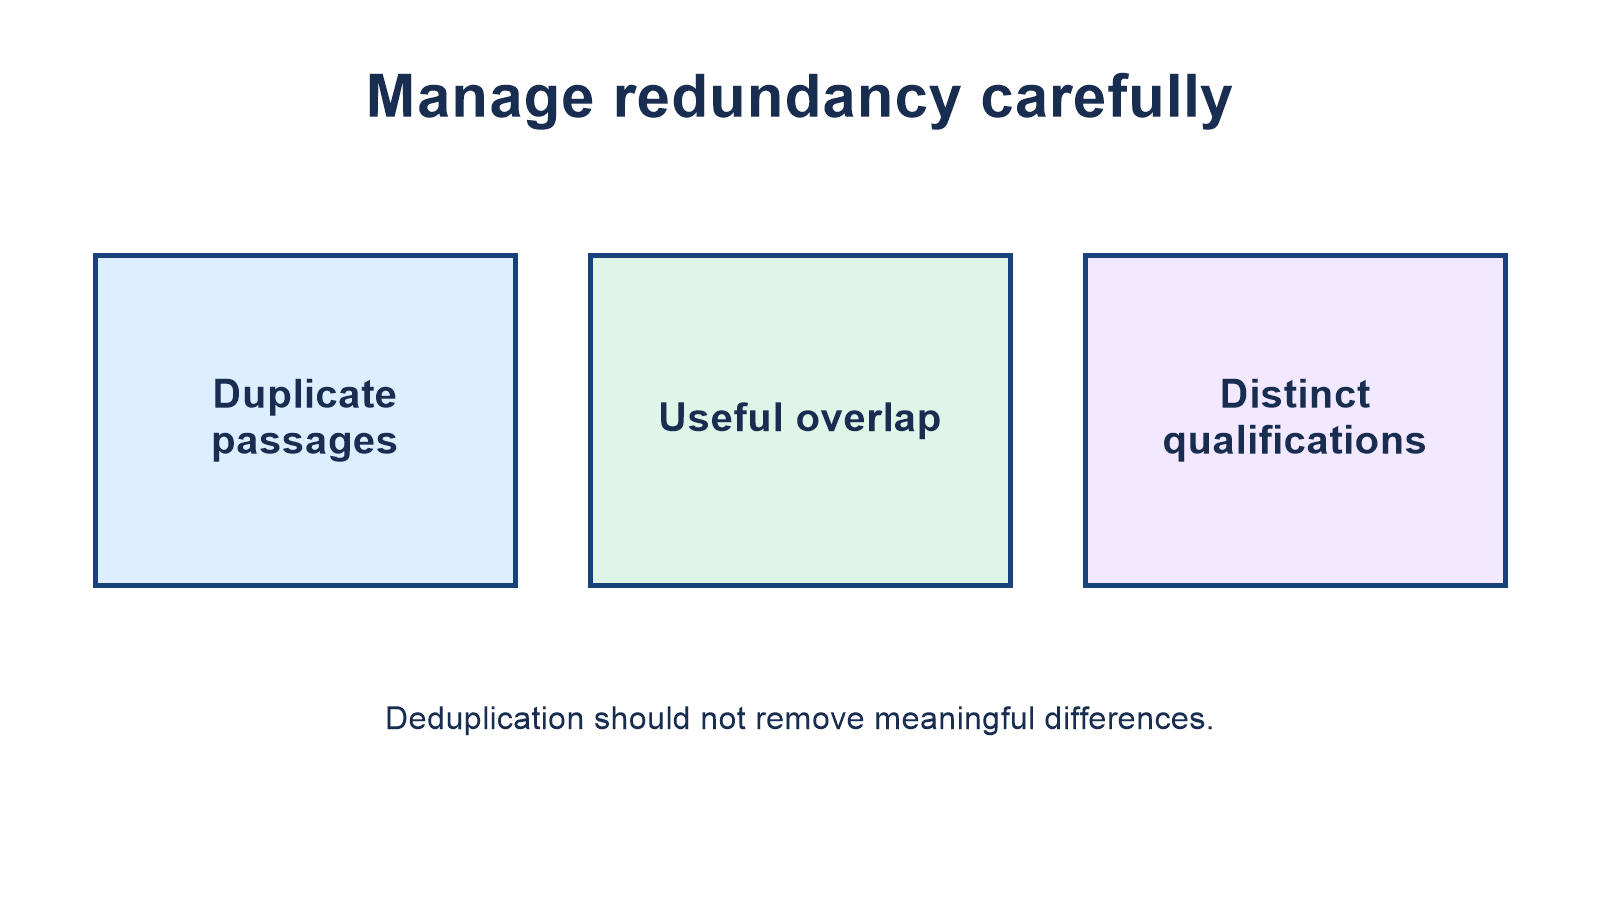 Manage redundancy carefully
Duplicate
passages
Useful overlap
Distinct
qualifications
Deduplication should not remove meaningful differences.